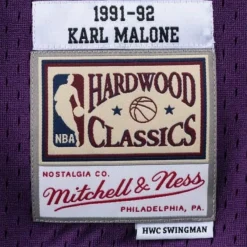 1991-92
KARL MALONE
HARDWOOD
NBA
CLASSICS
NOSTALGIA CO.
Mitchell & Ness
PHILADELPHIA, PA.
HWC SWINGMAN